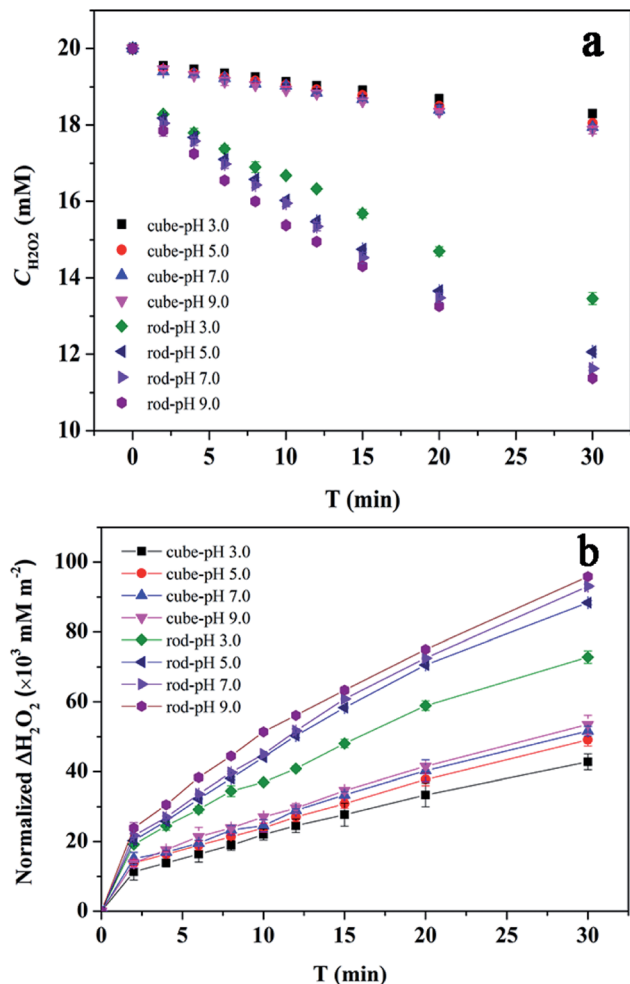 a
20
18
16
14
12
10
C_H2O2 (mM)
cube-pH 3.0
cube-pH 5.0
cube-pH 7.0
cube-pH 9.0
rod-pH 3.0
rod-pH 5.0
rod-pH 7.0
rod-pH 9.0
0 5 10 15 20 25 30
T (min)
b
100
80
60
40
20
0
Normalized ΔH₂O₂ (×10³ mM m⁻²)
cube-pH 3.0
cube-pH 5.0
cube-pH 7.0
cube-pH 9.0
rod-pH 3.0
rod-pH 5.0
rod-pH 7.0
rod-pH 9.0
0 5 10 15 20 25 30
T (min)